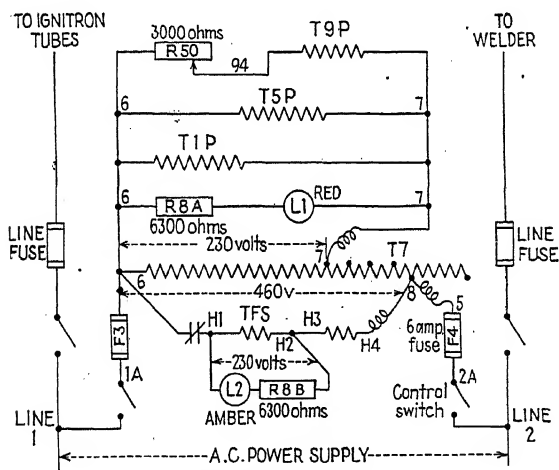 TO IGNITRON
TUBES
TO
WELDER
3000 ohms
R50
94
T9P
6
T5P
7
T1P
6
R8A
L1
RED
7
6300 ohms
LINE
FUSE
LINE
FUSE
230 volts
7
T7
6
460v
8
5
F3
H1
TFS
H2
H3
H4
6 amp.
fuse
F4
230 volts
1A
L2
R8B
AMBER
6300 ohms
2A
Control
switch
LINE
1
LINE
2
A.C. POWER SUPPLY